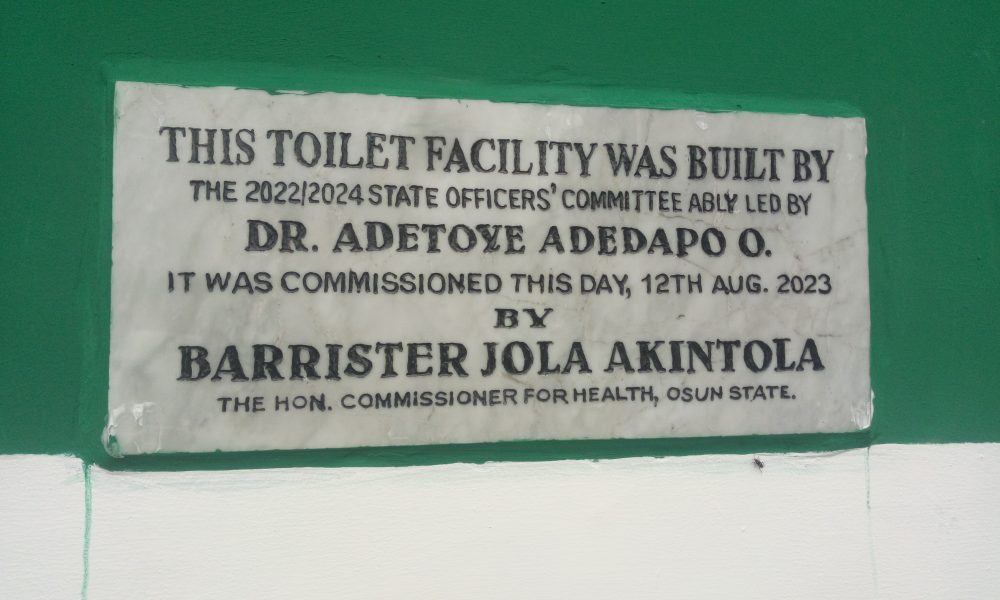 THIS TOILET FACILITY WAS BUILT BY
THE 2022/2024 STATE OFFICERS' COMMITTEE ABLY LED BY
DR. ADETOYE ADEDAPO O.
IT WAS COMMISSIONED THIS DAY, 12TH AUG. 2023
BY
BARRISTER JOLA AKINTOLA
THE HON. COMMISSIONER FOR HEALTH, OSUN STATE.